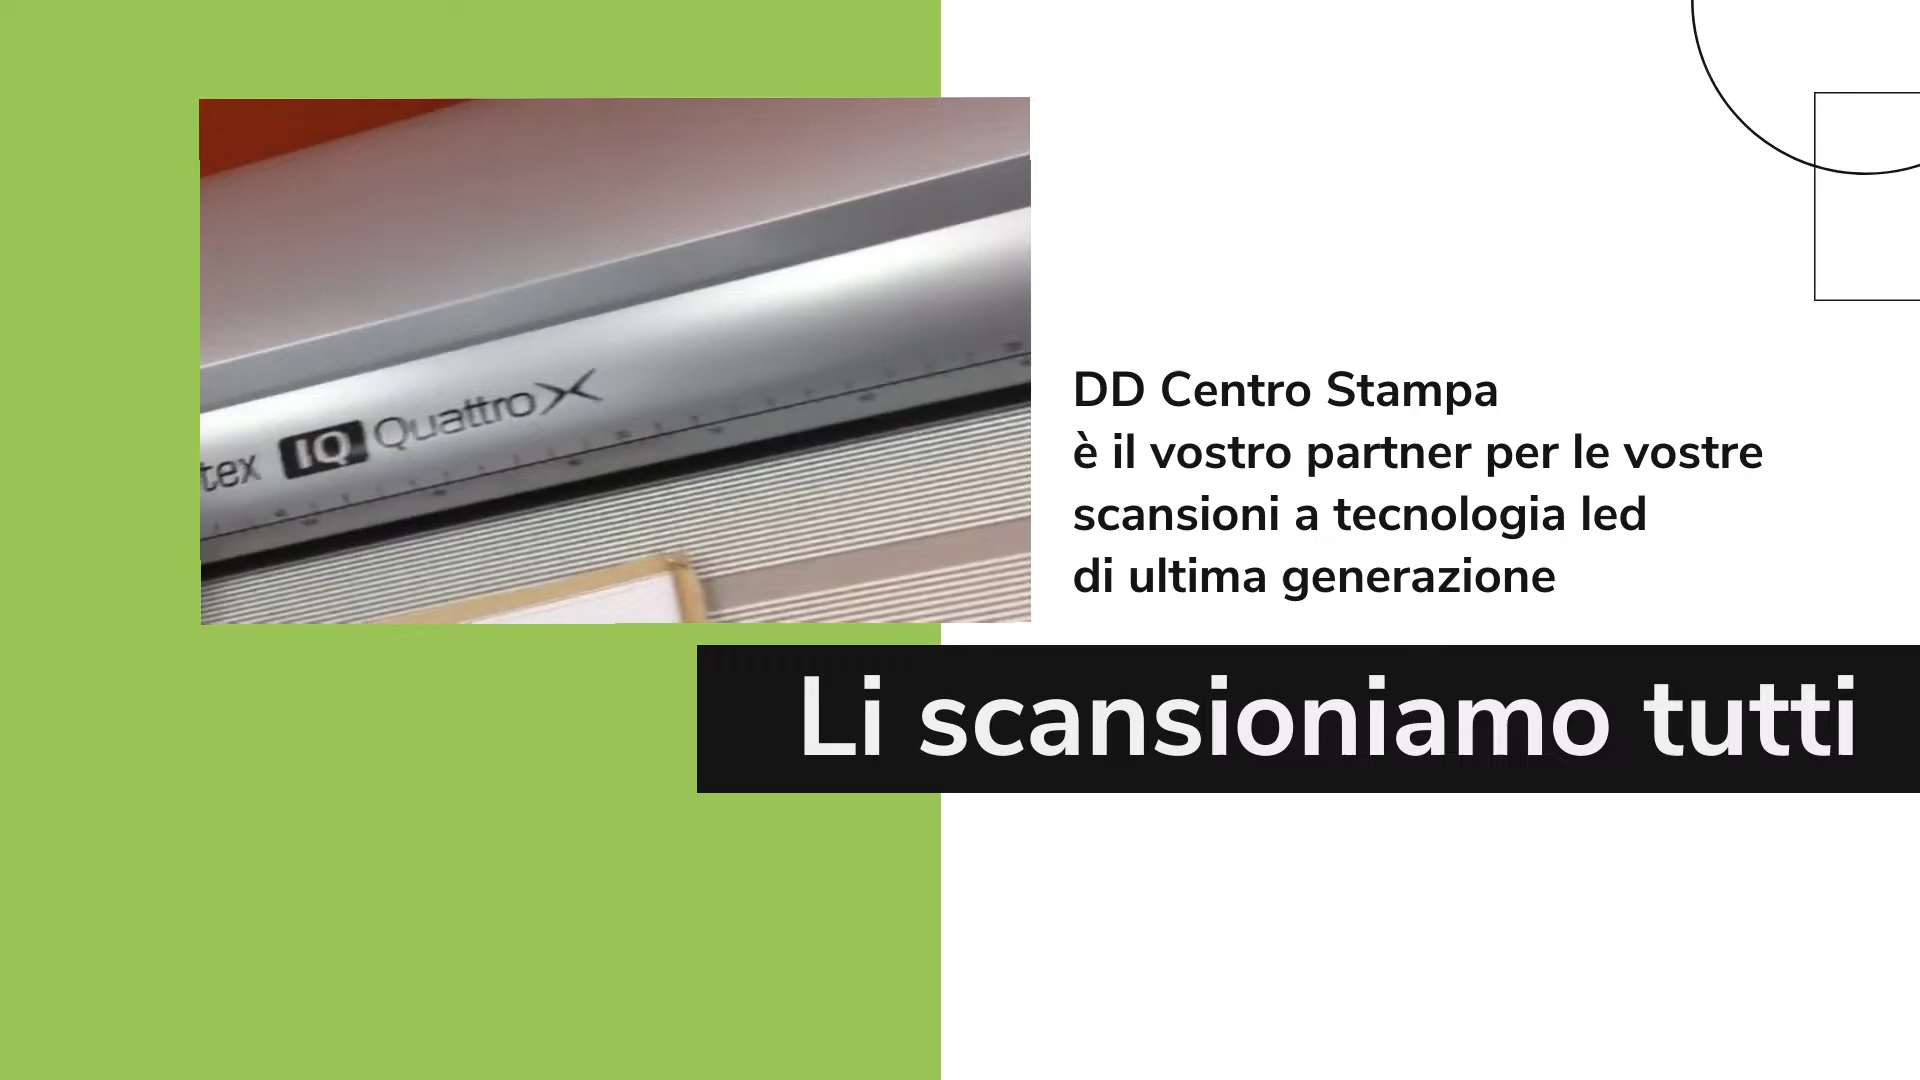 tex IQ QuattroX
DD Centro Stampa
è il vostro partner per le vostre
scansioni a tecnologia led
di ultima generazione
Li scansioniamo tutti